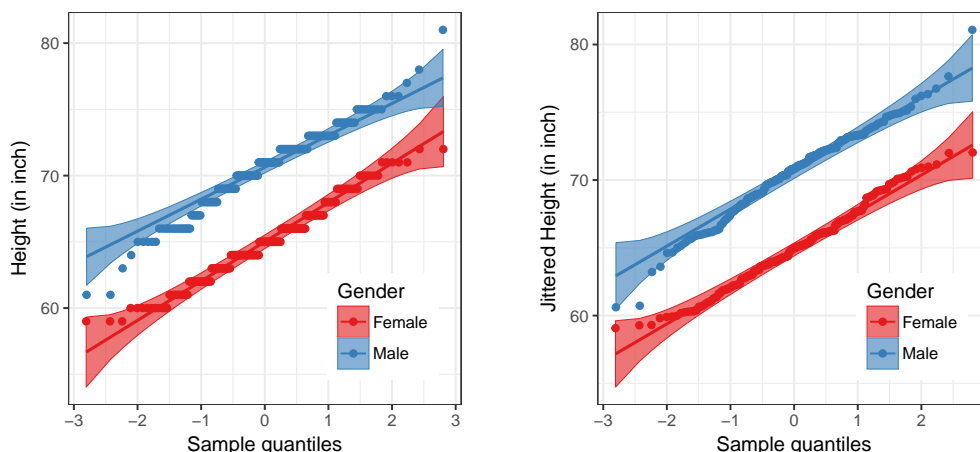 Height (in inch)
80
70
60
−3
−2
−1
0
1
2
3
Sample quantiles
Gender
Female
Male
Jittered Height (in inch)
80
70
60
−3
−2
−1
0
1
2
Sample quantiles
Gender
Female
Male